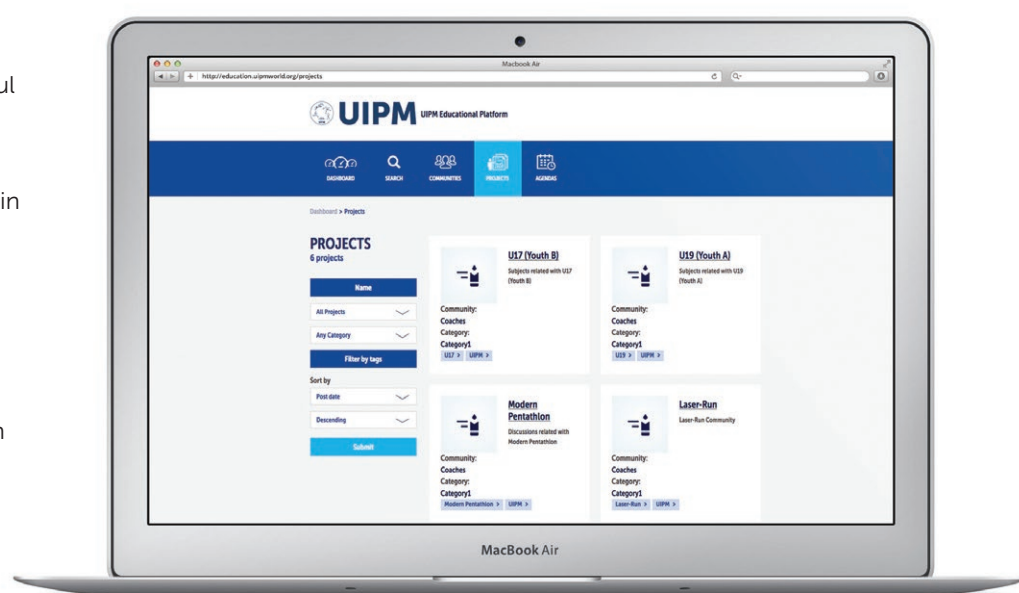 ul
in
n
Macbook Air
http://education.uipmworld.org/projects
UIPM UIPM Educational Platform
DASHBOARD SEARCH COMMUNITIES PROJECTS AGENDAS
Dashboard > Projects
PROJECTS
6 projects
Name
All Projects
Any Category
Filter by tags
Sort by
Post date
Descending
Submit
U17 (Youth B)
Subjects related with U17
(Youth B)
Community:
Coaches
Category:
Category1
U17 > UIPM >
U19 (Youth A)
Subjects related with U19
(Youth A)
Community:
Coaches
Category:
Category1
U19 > UIPM >
Modern
Pentathlon
Discussions related with
Modern Pentathlon
Community:
Coaches
Category:
Category1
Modern Pentathlon > UIPM >
Laser-Run
Laser-Run Community
Community:
Coaches
Category:
Category1
Laser-Run > UIPM >
MacBook Air